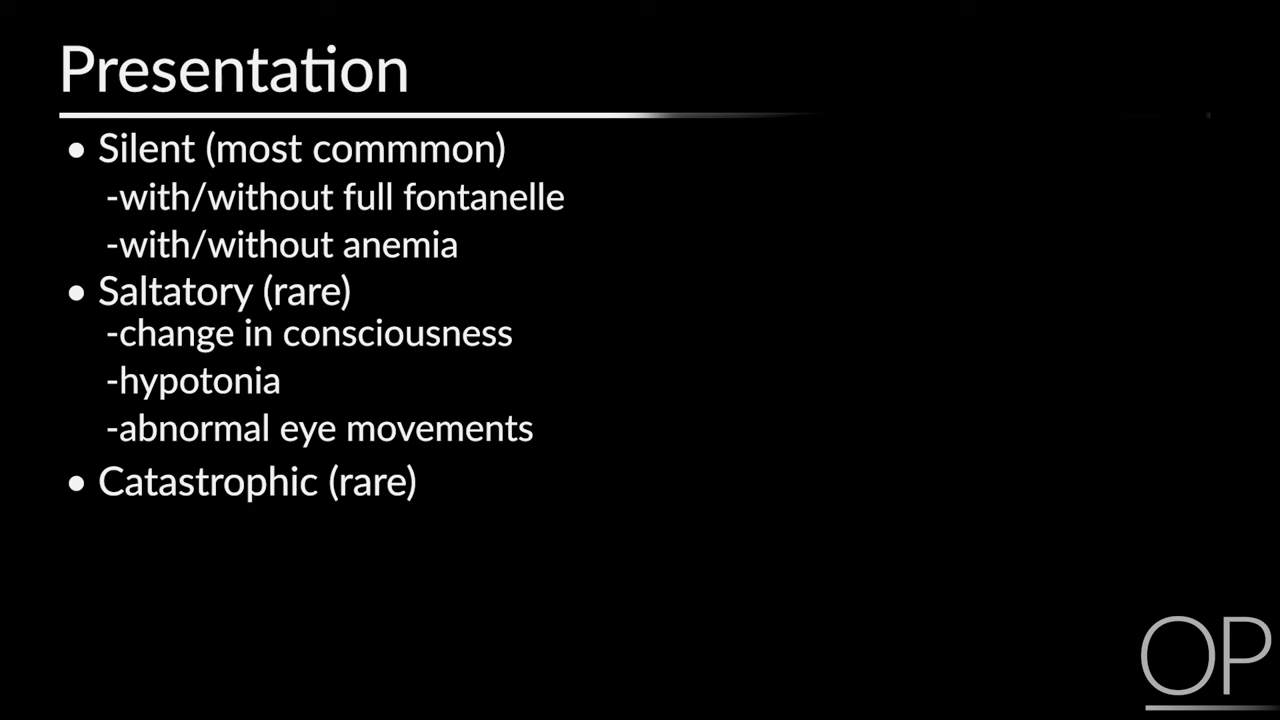 Presentation
• Silent (most commmon)
-with/without full fontanelle
-with/without anemia
• Saltatory (rare)
-change in consciousness
-hypotonia
-abnormal eye movements
• Catastrophic (rare)
OP